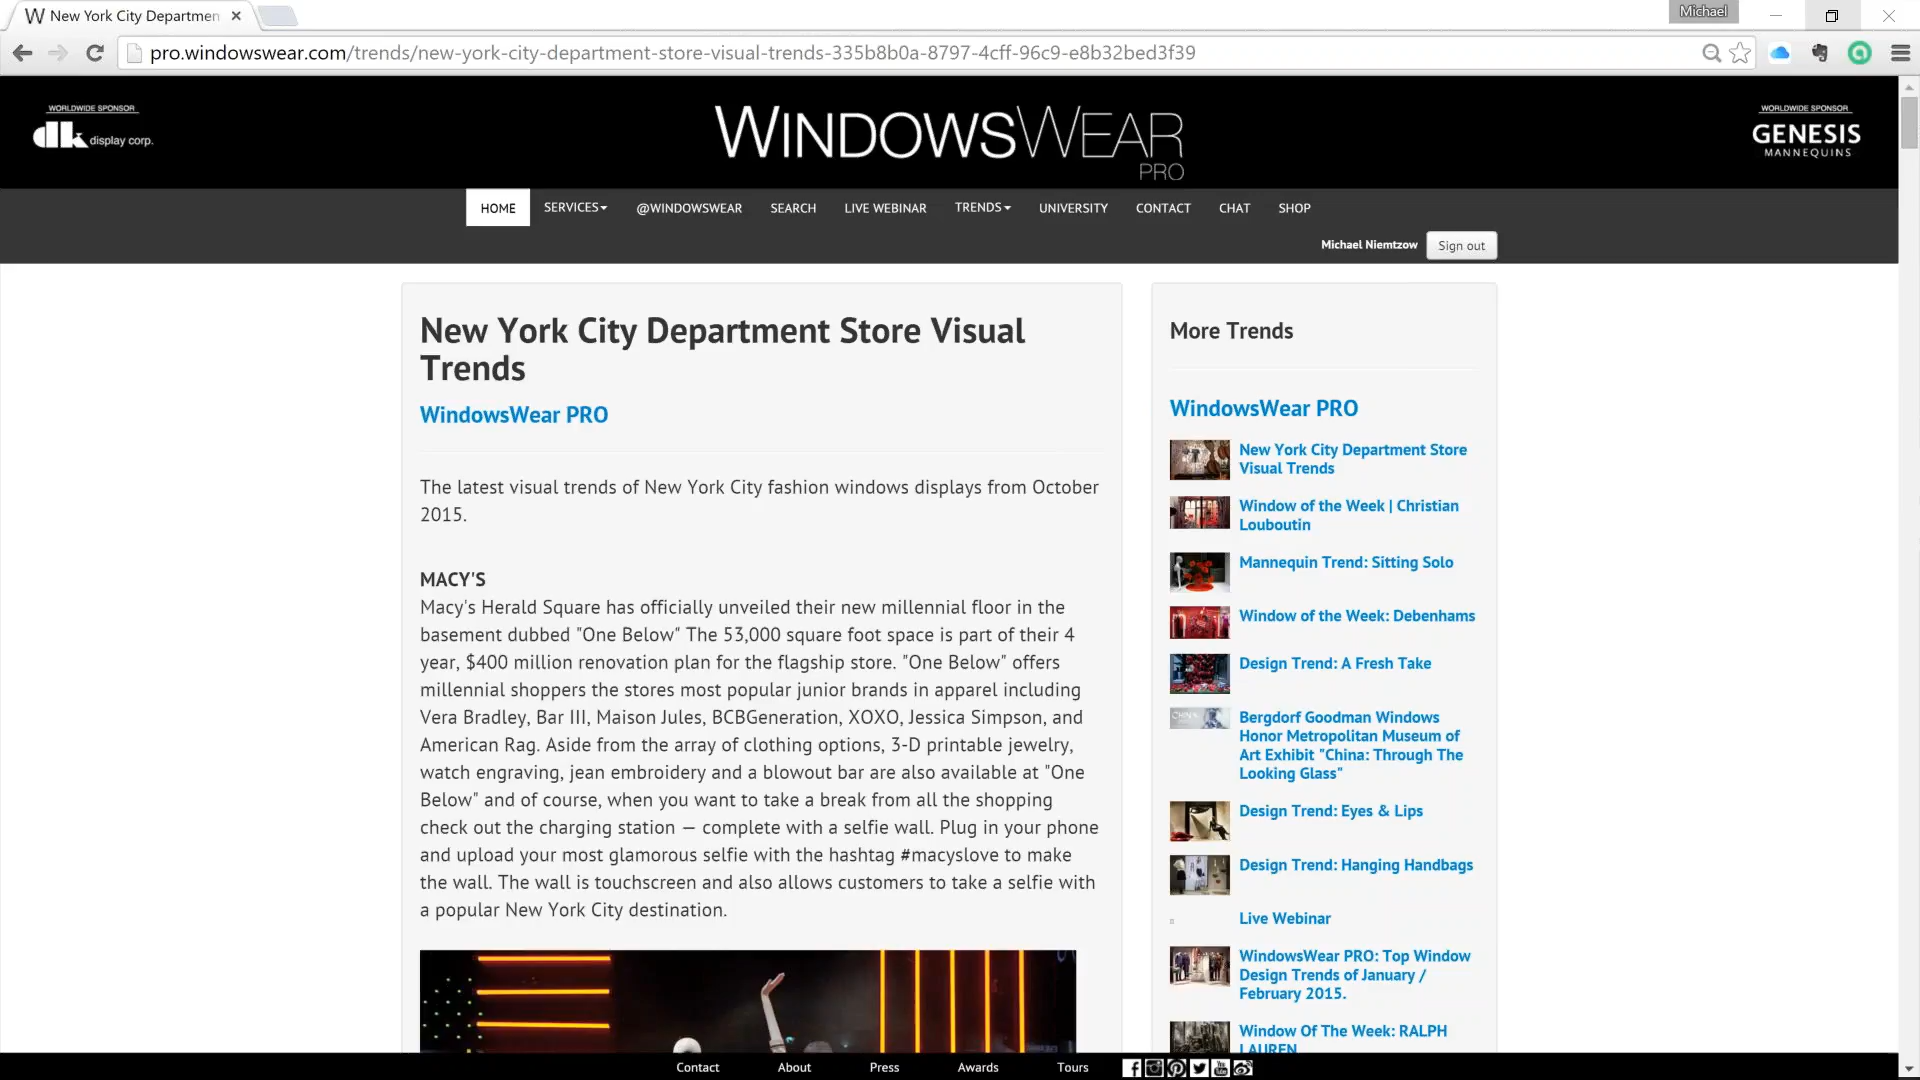 New York City Departmen
Michael
pro.windowswear.com/trends/new-york-city-department-store-visual-trends-335b8b0a-8797-4cff-96c9-e8b32bed3f39
WORLDWIDE SPONSOR
dk display corp.
WINDOWSWEAR
PRO
WORLDWIDE SPONSOR
GENESIS
MANNEQUINS
HOME SERVICES @WINDOWSWEAR SEARCH LIVE WEBINAR TRENDS UNIVERSITY CONTACT CHAT SHOP
Michael Niemtzow Sign out
New York City Department Store Visual
Trends
WindowsWear PRO
The latest visual trends of New York City fashion windows displays from October
2015.
MACY'S
Macy's Herald Square has officially unveiled their new millennial floor in the
basement dubbed "One Below" The 53,000 square foot space is part of their 4
year, $400 million renovation plan for the flagship store. "One Below" offers
millennial shoppers the stores most popular junior brands in apparel including
Vera Bradley, Bar III, Maison Jules, BCBGeneration, XOXO, Jessica Simpson, and
American Rag. Aside from the array of clothing options, 3-D printable jewelry,
watch engraving, jean embroidery and a blowout bar are also available at "One
Below" and of course, when you want to take a break from all the shopping
check out the charging station — complete with a selfie wall. Plug in your phone
and upload your most glamorous selfie with the hashtag #macyslove to make
the wall. The wall is touchscreen and also allows customers to take a selfie with
a popular New York City destination.
More Trends
WindowsWear PRO
New York City Department Store
Visual Trends
Window of the Week | Christian
Louboutin
Mannequin Trend: Sitting Solo
Window of the Week: Debenhams
Design Trend: A Fresh Take
CHINA
Bergdorf Goodman Windows
Honor Metropolitan Museum of
Art Exhibit "China: Through The
Looking Glass"
Design Trend: Eyes & Lips
Design Trend: Hanging Handbags
Live Webinar
WindowsWear PRO: Top Window
Design Trends of January /
February 2015.
Window Of The Week: RALPH
LAUREN
Contact About Press Awards Tours